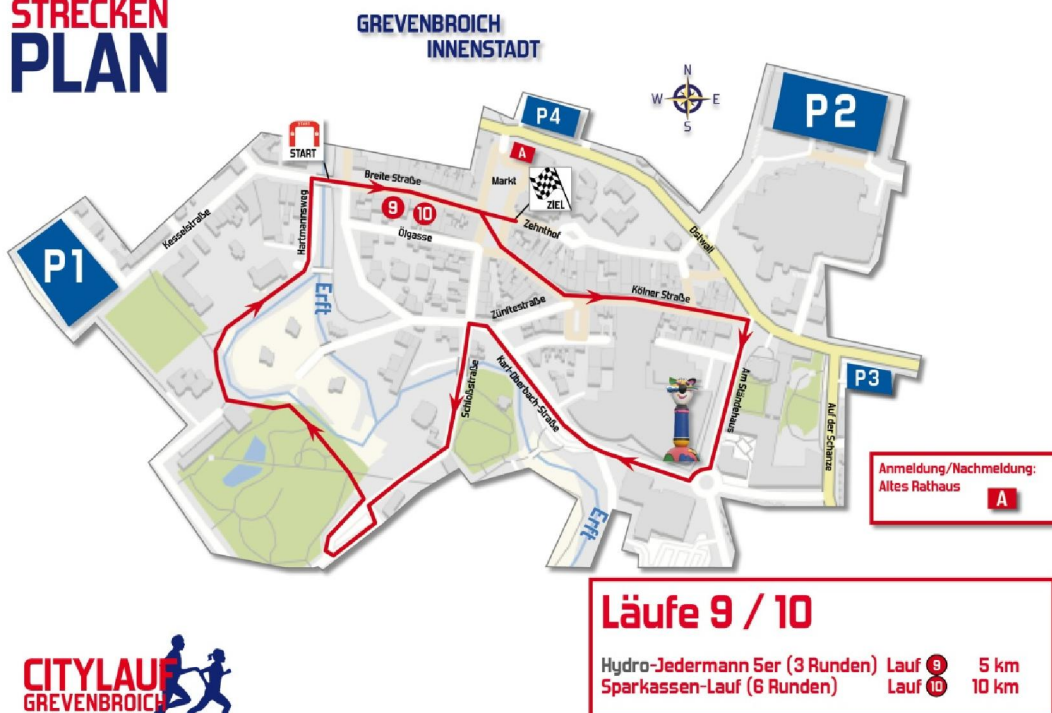 STRECKEN
PLAN
GREVENBROICH
INNENSTADT
N
W E
S
P4
P2
START
START
A
Breite Straße
Markt
ZIEL
9 10
Zehnthof
Ölgasse
Kesselstraße
Hartmannsweg
Ostwall
P1
Erft
Kölner Straße
Zünftestraße
Karl-Oberbach-Straße
Schloßstraße
Am Ständehaus
P3
Auf der Schanze
Erft
Anmeldung/Nachmeldung:
Altes Rathaus
A
Läufe 9 / 10
Hydro-Jedermann 5er (3 Runden) Lauf 9 5 km
Sparkassen-Lauf (6 Runden) Lauf 10 10 km
CITYLAUF
GREVENBROICH